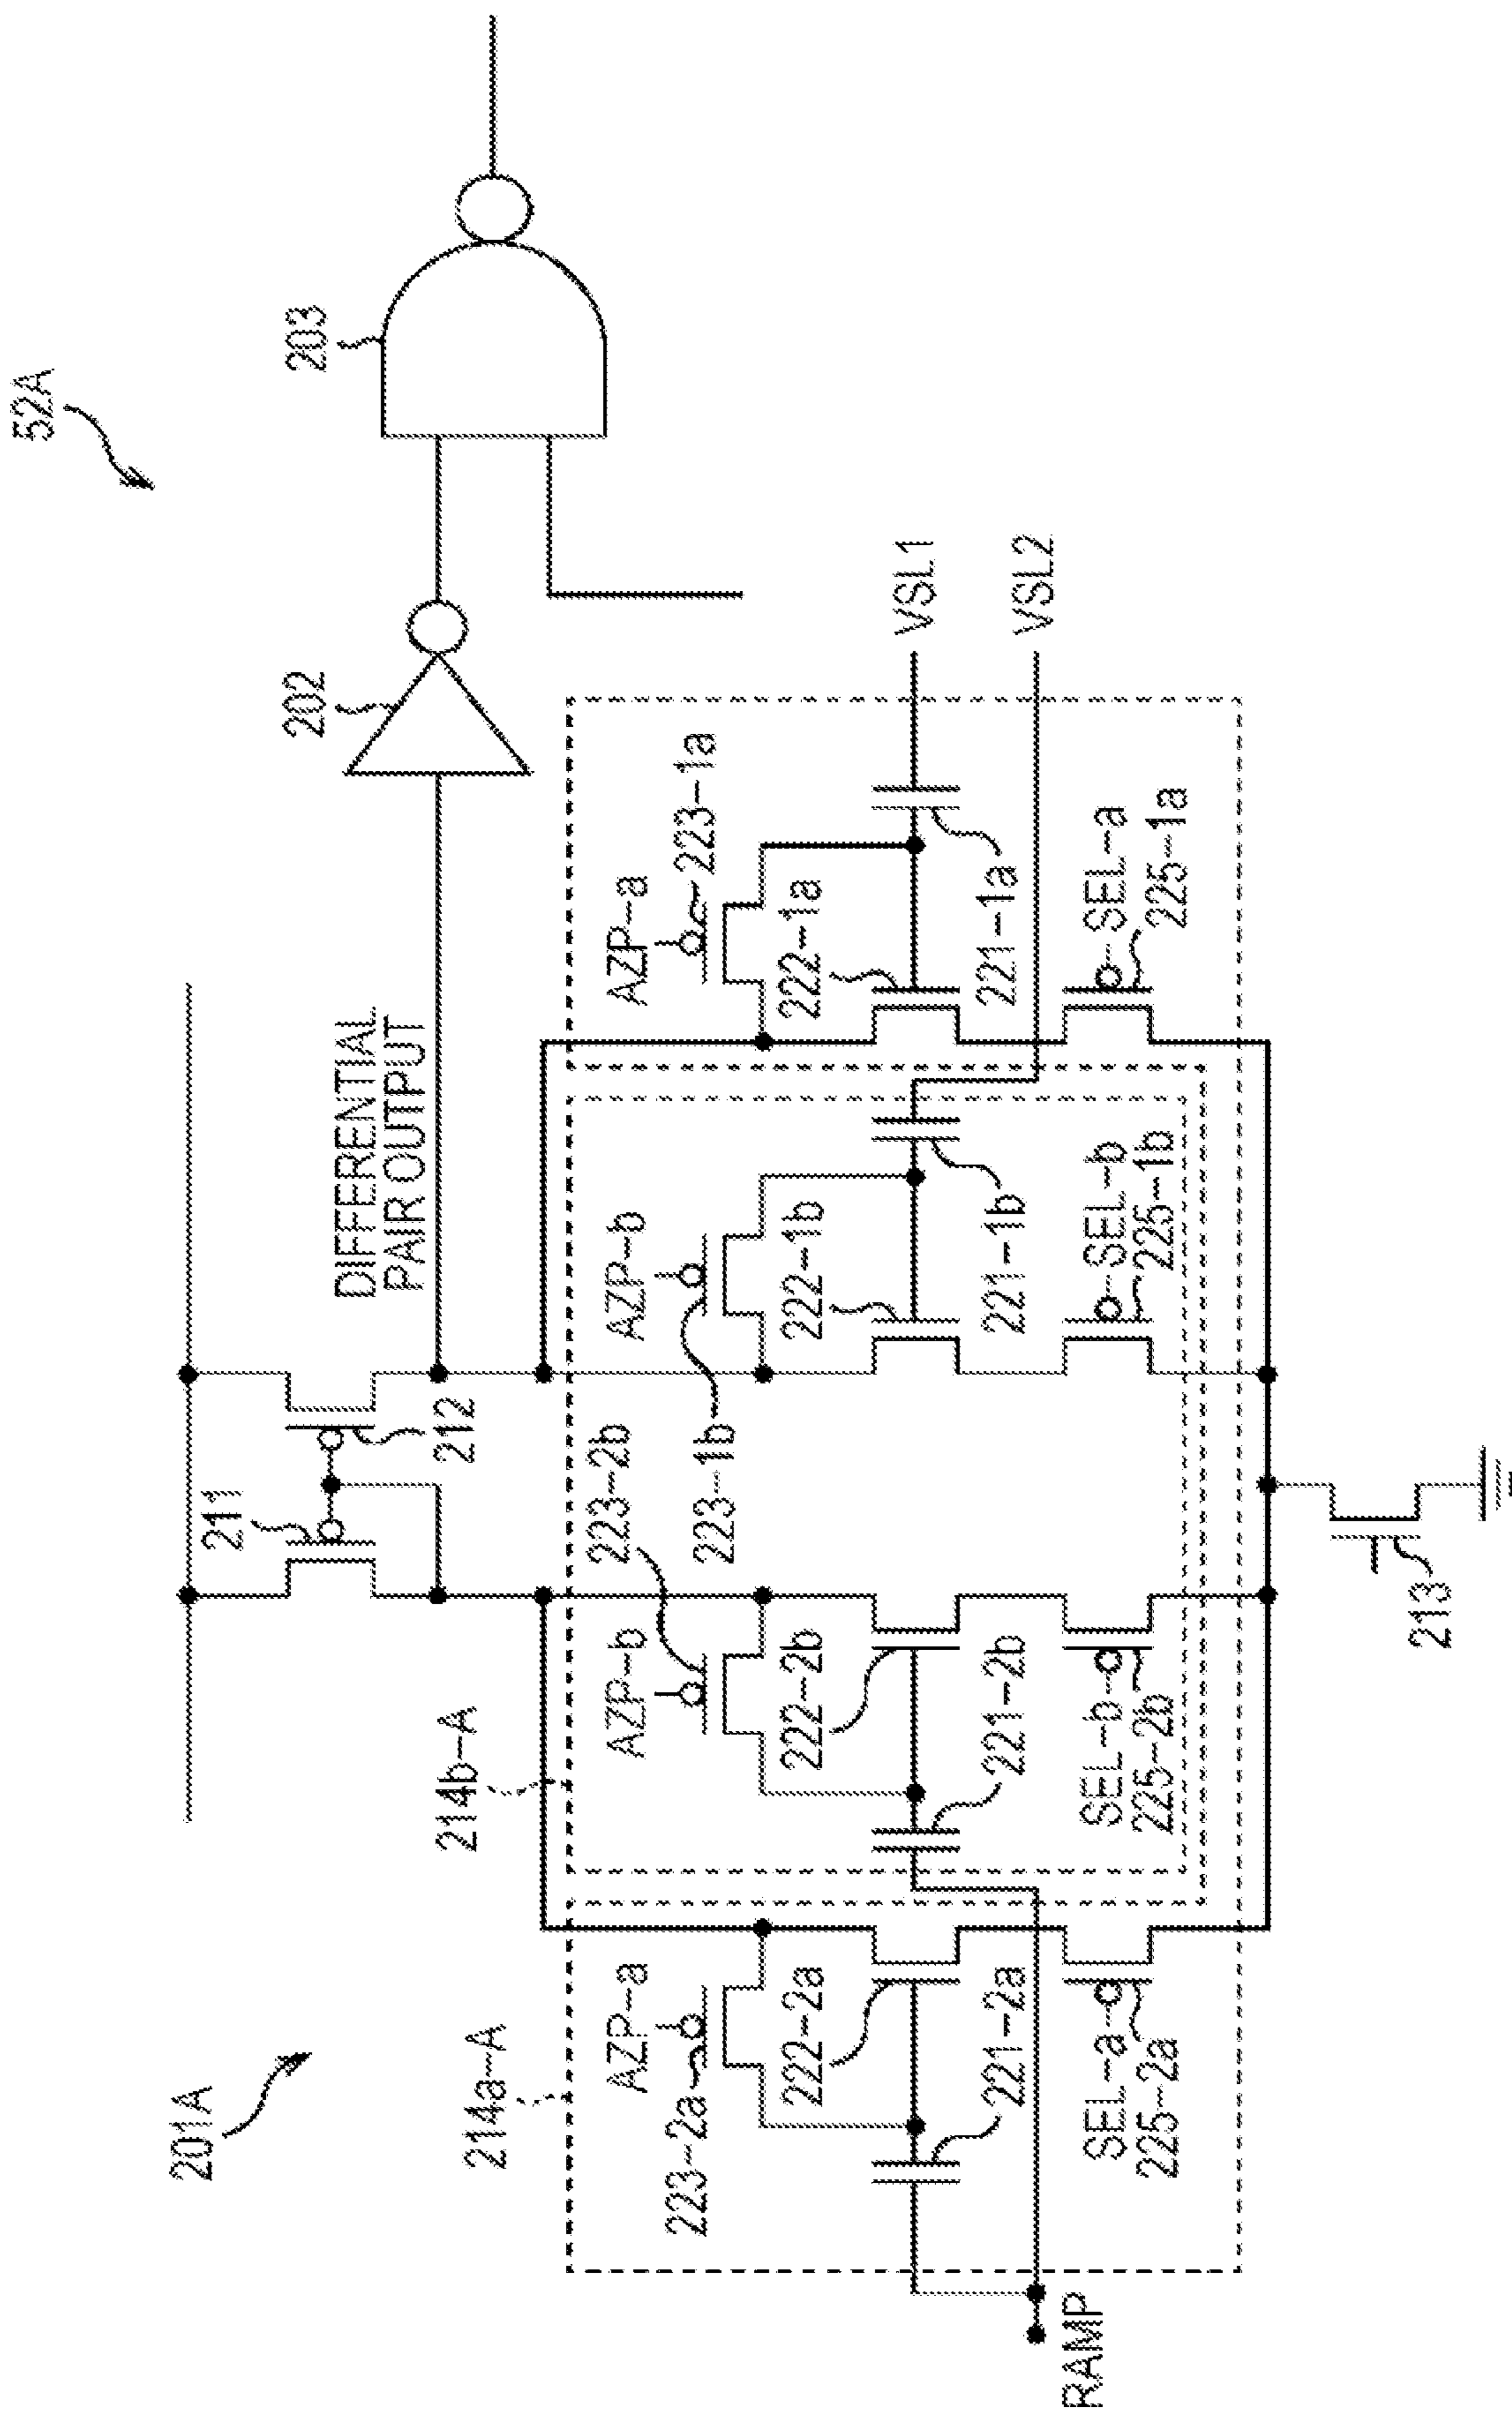 52A
201A
211
212
DIFFERENTIAL
PAIR OUTPUT
202
203
214a-A
214b-A
AZP-a
223-2a
222-2a
221-2a
SEL-a
225-2a
AZP-b
223-2b
222-2b
221-2b
SEL-b
225-2b
AZP-b
223-1b
222-1b
221-1b
SEL-b
225-1b
AZP-a
223-1a
222-1a
221-1a
SEL-a
225-1a
VSL1
VSL2
RAMP
213